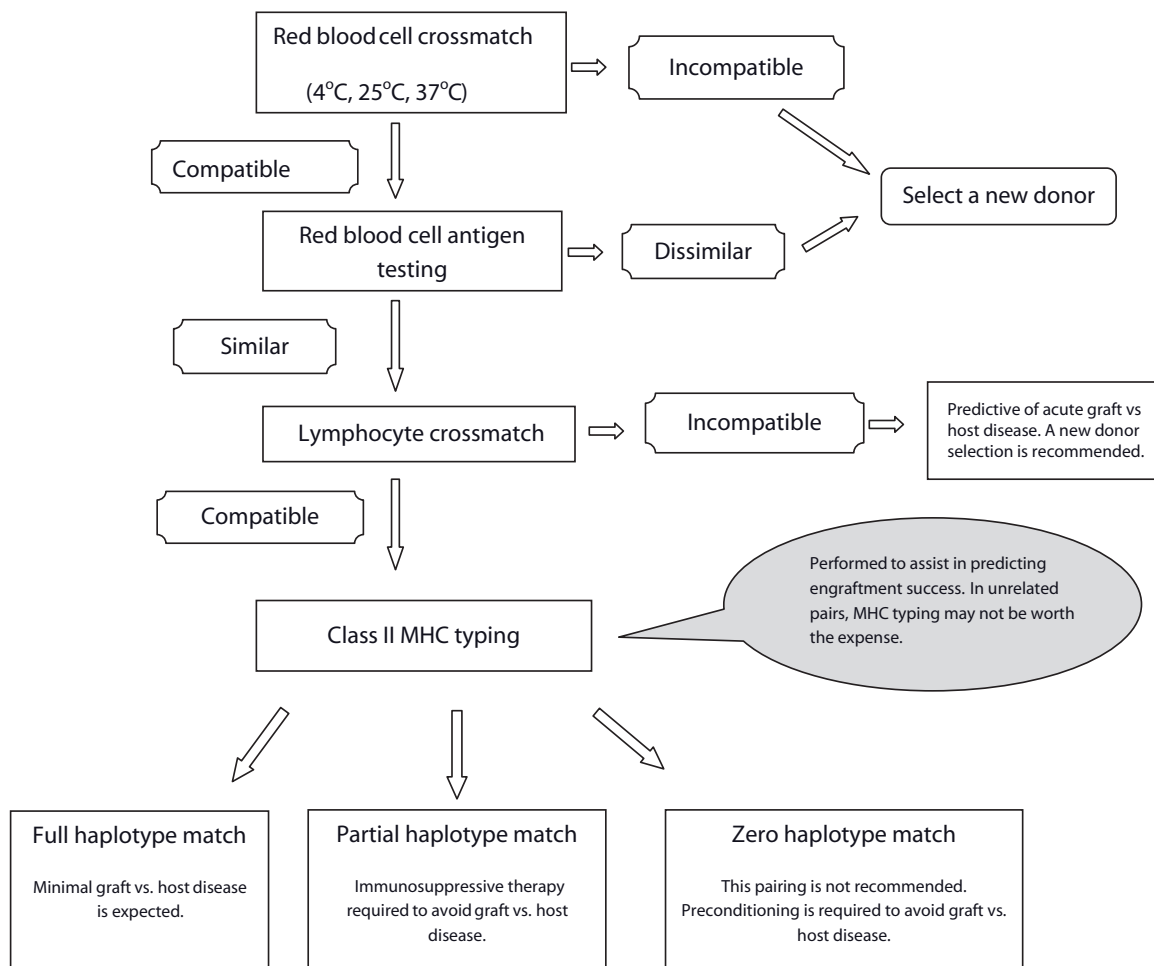 Red blood cell crossmatch
(4°C, 25°C, 37°C)
Incompatible
Compatible
Select a new donor
Red blood cell antigen
testing
Dissimilar
Similar
Lymphocyte crossmatch
Incompatible
Predictive of acute graft vs
host disease. A new donor
selection is recommended.
Compatible
Performed to assist in predicting
engraftment success. In unrelated
pairs, MHC typing may not be worth
the expense.
Class II MHC typing
Full haplotype match
Minimal graft vs. host disease
is expected.
Partial haplotype match
Immunosuppressive therapy
required to avoid graft vs. host
disease.
Zero haplotype match
This pairing is not recommended.
Preconditioning is required to avoid graft vs.
host disease.